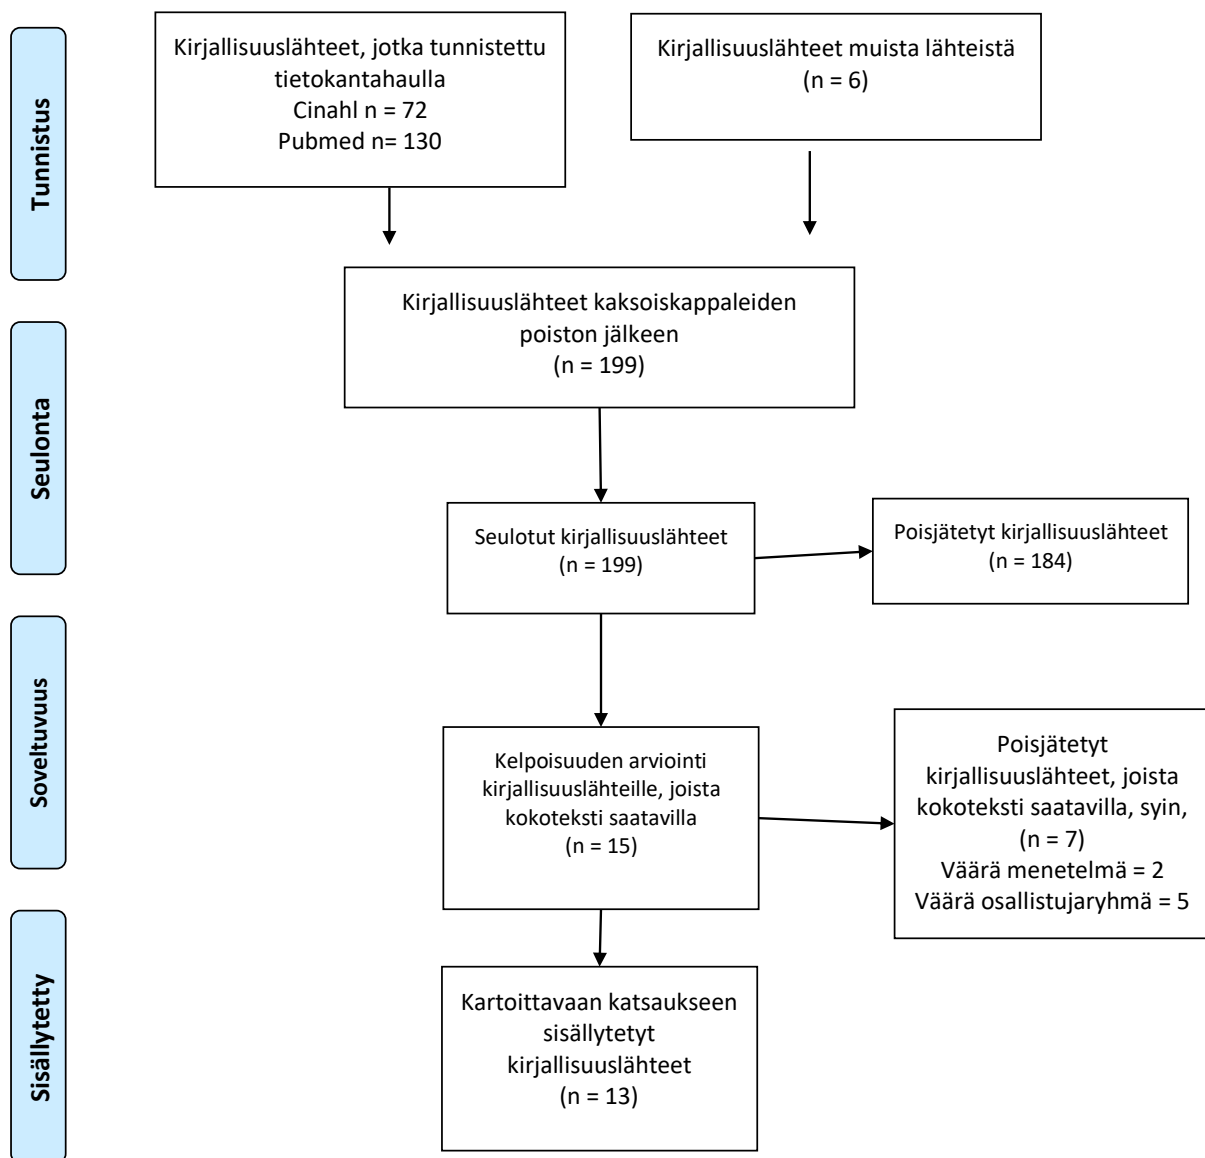 Tunnistus
Kirjallisuuslähteet, jotka tunnistettu
tietokantahaulla
Cinahl n = 72
Pubmed n= 130
Kirjallisuuslähteet muista lähteistä
(n = 6)
Kirjallisuuslähteet kaksoiskappaleiden
poiston jälkeen
(n = 199)
Seulonta
Seulotut kirjallisuuslähteet
(n = 199)
Poisjätetyt kirjallisuuslähteet
(n = 184)
Soveltuvuus
Kelpoisuuden arviointi
kirjallisuuslähteille, joista
kokoteksti saatavilla
(n = 15)
Poisjätetyt
kirjallisuuslähteet, joista
kokoteksti saatavilla, syin,
(n = 7)
Väärä menetelmä = 2
Väärä osallistujaryhmä = 5
Sisällytetty
Kartoittavaan katsaukseen
sisällytetyt
kirjallisuuslähteet
(n = 13)